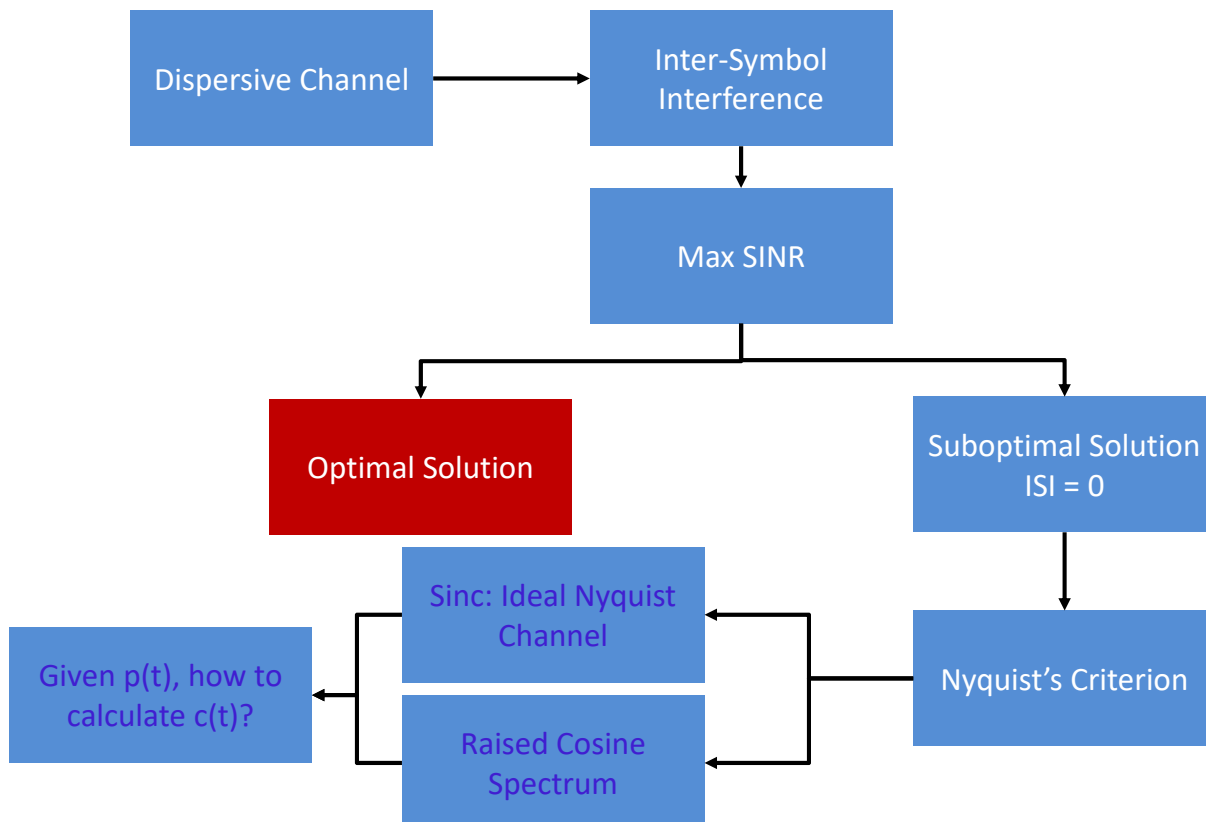 Dispersive Channel
Inter-Symbol
Interference
Max SINR
Optimal Solution
Suboptimal Solution
ISI = 0
Sinc: Ideal Nyquist
Channel
Given p(t), how to
calculate c(t)?
Nyquist’s Criterion
Raised Cosine
Spectrum